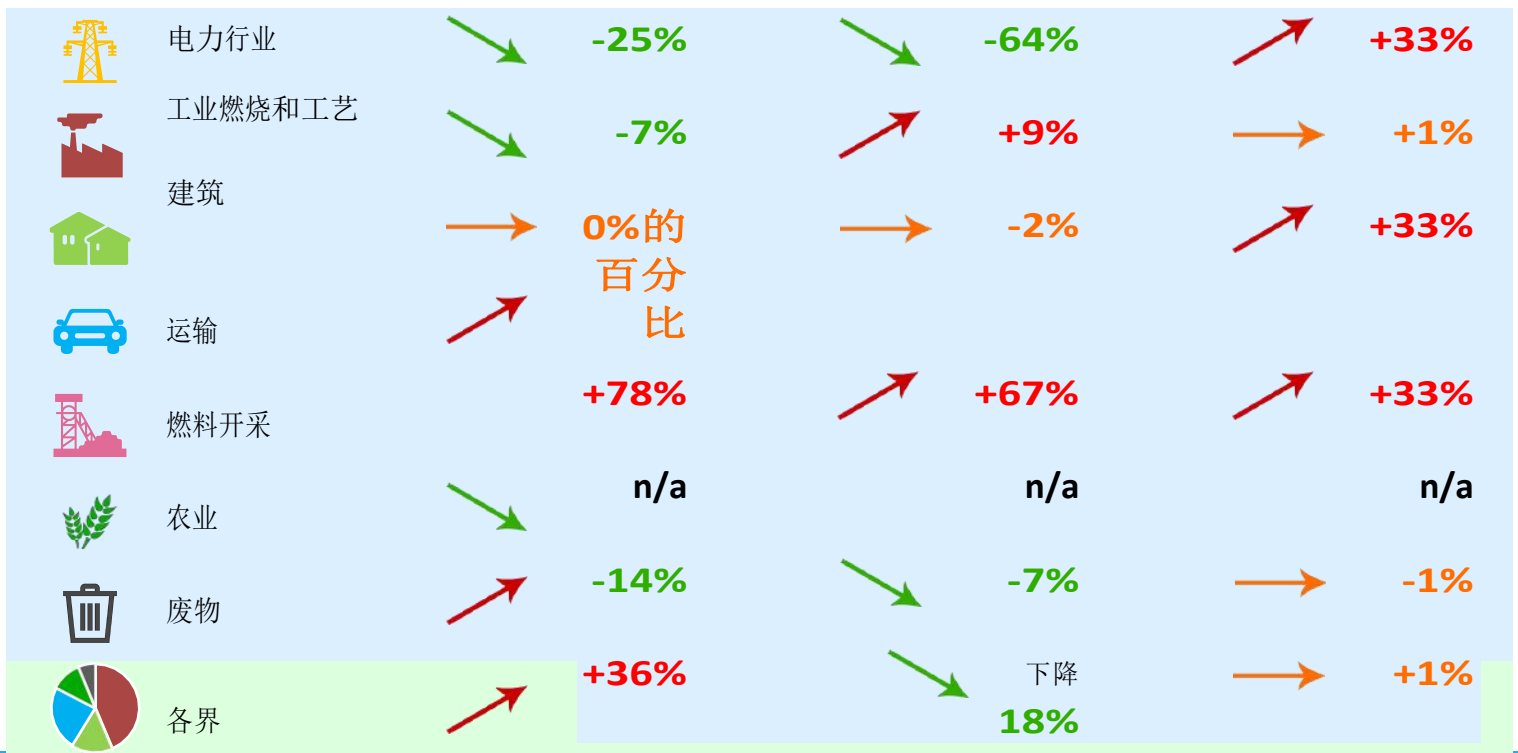 电力行业 -25% -64% +33%
工业燃烧和工艺
-7% +9% +1%
建筑
0%的 -2% +33%
百分
比
运输
+78% +67% +33%
燃料开采
n/a n/a n/a
农业
-14% -7% -1%
废物
+36% 下降 +1%
18%
各界